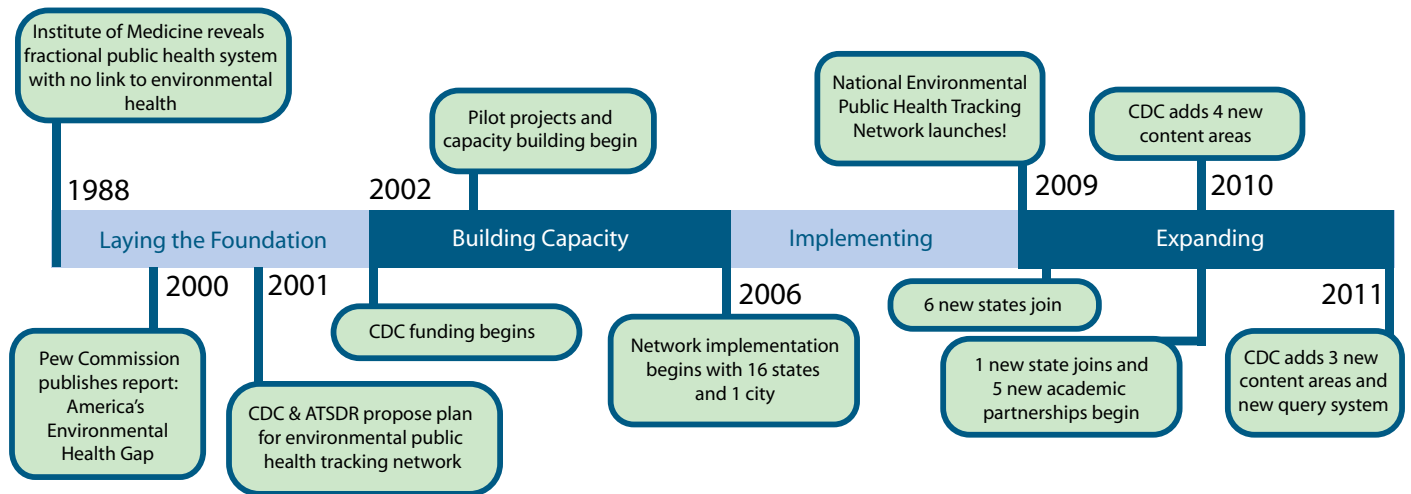 Institute of Medicine reveals
fractional public health system
with no link to environmental
health
Pilot projects and
capacity building begin
National Environmental
Public Health Tracking
Network launches!
CDC adds 4 new
content areas
1988
2002
2009
2010
Laying the Foundation
Building Capacity
Implementing
Expanding
2000
2001
2006
2011
Pew Commission
publishes report:
America's
Environmental
Health Gap
CDC & ATSDR propose plan
for environmental public
health tracking network
CDC funding begins
Network implementation
begins with 16 states
and 1 city
6 new states join
1 new state joins and
5 new academic
partnerships begin
CDC adds 3 new
content areas and
new query system